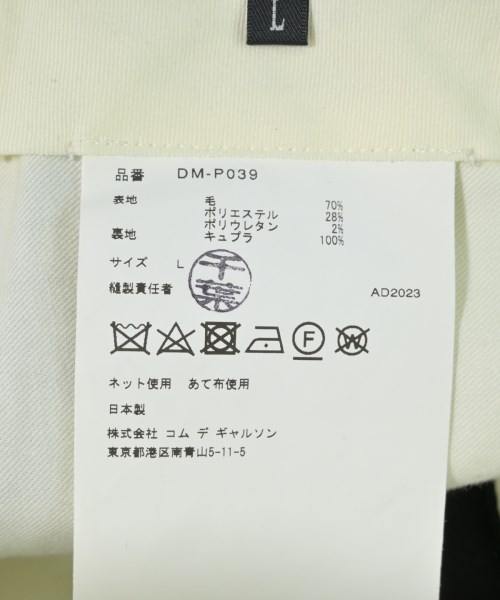 L
品番 DM-P039
表地 毛 70%
ポリエステル 28%
ポリウレタン 2%
裏地 キュプラ 100%
サイズ L
千葉
縫製責任者 AD2023
F W
ネット使用 あて布使用
日本製
株式会社 コム デ ギャルソン
東京都港区南青山5-11-5